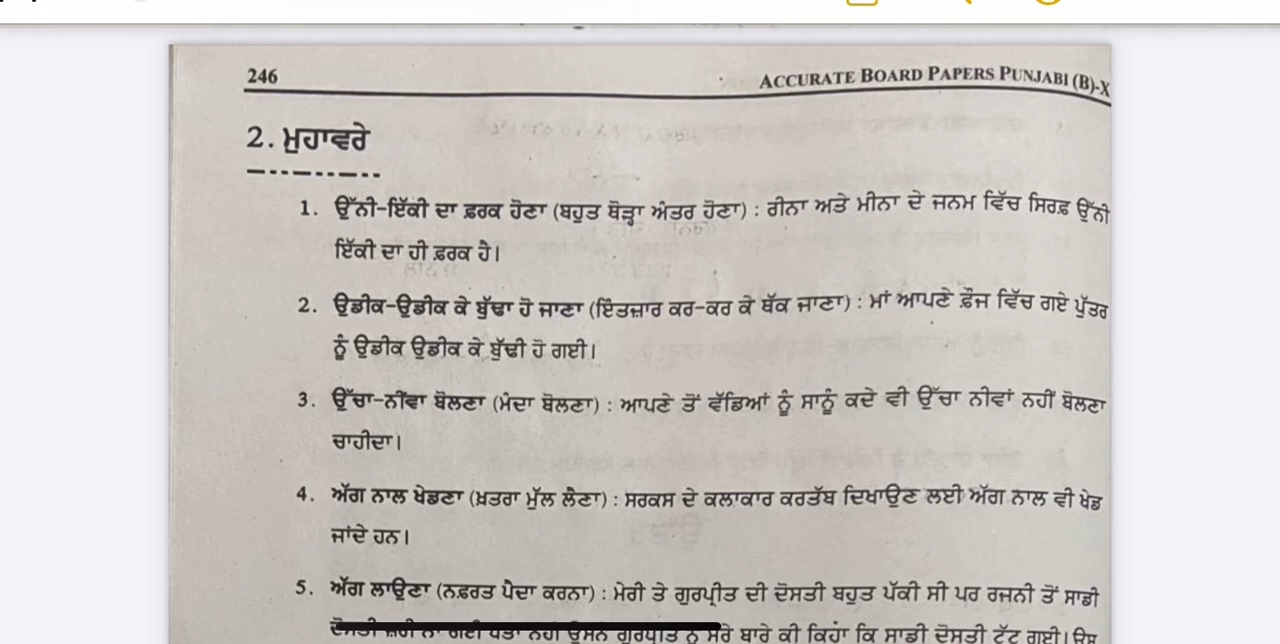 246
ACCURATE BOARD PAPERS PUNJABI (B)-X
2. ਮੁਹਾਵਰੇ
1. ਉੱਨੀ-ਇੱਕੀ ਦਾ ਫ਼ਰਕ ਹੋਣਾ (ਬਹੁਤ ਥੋੜ੍ਹਾ ਅੰਤਰ ਹੋਣਾ) : ਰੀਨਾ ਅਤੇ ਮੀਨਾ ਦੇ ਜਨਮ ਵਿੱਚ ਸਿਰਫ਼ ਉੱਨੀ
ਇੱਕੀ ਦਾ ਹੀ ਫ਼ਰਕ ਹੈ।
2. ਉਡੀਕ-ਉਡੀਕ ਕੇ ਬੁੱਢਾ ਹੋ ਜਾਣਾ (ਇੰਤਜ਼ਾਰ ਕਰ-ਕਰ ਕੇ ਥੱਕ ਜਾਣਾ) : ਮਾਂ ਆਪਣੇ ਫ਼ੌਜ ਵਿੱਚ ਗਏ ਪੁੱਤਰ
ਨੂੰ ਉਡੀਕ ਉਡੀਕ ਕੇ ਬੁੱਢੀ ਹੋ ਗਈ।
3. ਉੱਚਾ-ਨੀਂਵਾ ਬੋਲਣਾ (ਮੰਦਾ ਬੋਲਣਾ) : ਆਪਣੇ ਤੋਂ ਵੱਡਿਆਂ ਨੂੰ ਸਾਨੂੰ ਕਦੇ ਵੀ ਉੱਚਾ ਨੀਵਾਂ ਨਹੀਂ ਬੋਲਣਾ
ਚਾਹੀਦਾ।
4. ਅੱਗ ਨਾਲ ਖੇਡਣਾ (ਖ਼ਤਰਾ ਮੁੱਲ ਲੈਣਾ) : ਸਰਕਸ ਦੇ ਕਲਾਕਾਰ ਕਰਤੱਬ ਦਿਖਾਉਣ ਲਈ ਅੱਗ ਨਾਲ ਵੀ ਖੇਡ
ਜਾਂਦੇ ਹਨ।
5. ਅੱਗ ਲਾਉਣਾ (ਨਫ਼ਰਤ ਪੈਦਾ ਕਰਨਾ) : ਮੇਰੀ ਤੇ ਗੁਰਪ੍ਰੀਤ ਦੀ ਦੋਸਤੀ ਬਹੁਤ ਪੱਕੀ ਸੀ ਪਰ ਰਜਨੀ ਤੋਂ ਸਾਡੀ
ਬਾਰੇ ਕੀ ਕਿਹਾ ਕਿ ਸਾਡੀ ਦੋਸਤੀ ਟੁੱਟ ਗਈ।